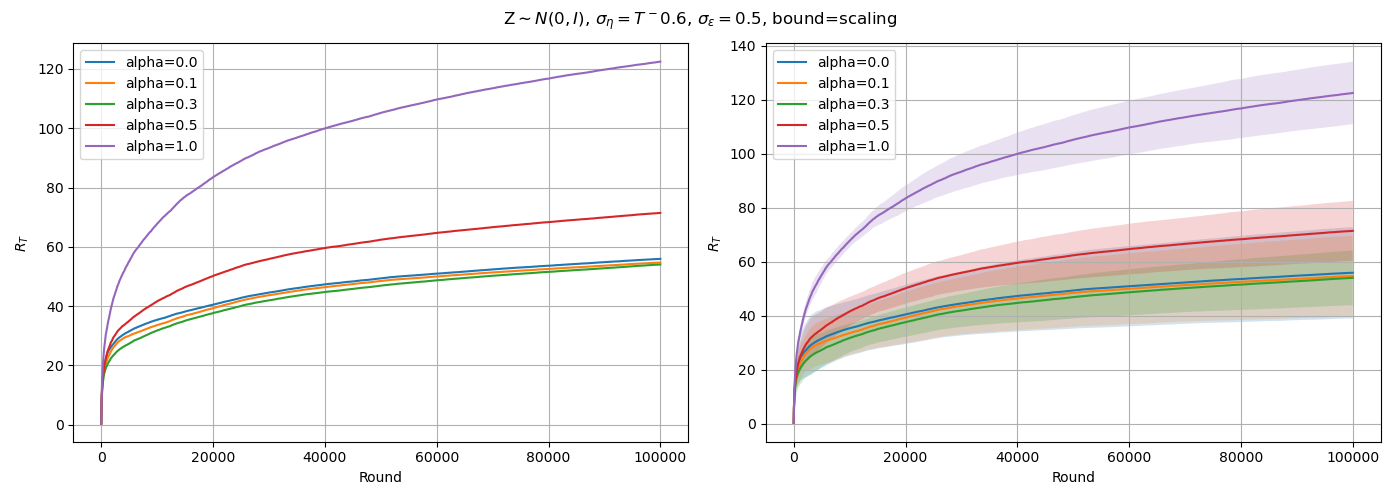 Z ∼ N(0, I), σ_η = T⁻0.6, σ_ε = 0.5, bound=scaling
alpha=0.0
alpha=0.1
alpha=0.3
alpha=0.5
alpha=1.0
120
100
80
60
40
20
0
R_T
0
20000
40000
60000
80000
100000
Round
alpha=0.0
alpha=0.1
alpha=0.3
alpha=0.5
alpha=1.0
140
120
100
80
60
40
20
0
R_T
0
20000
40000
60000
80000
100000
Round